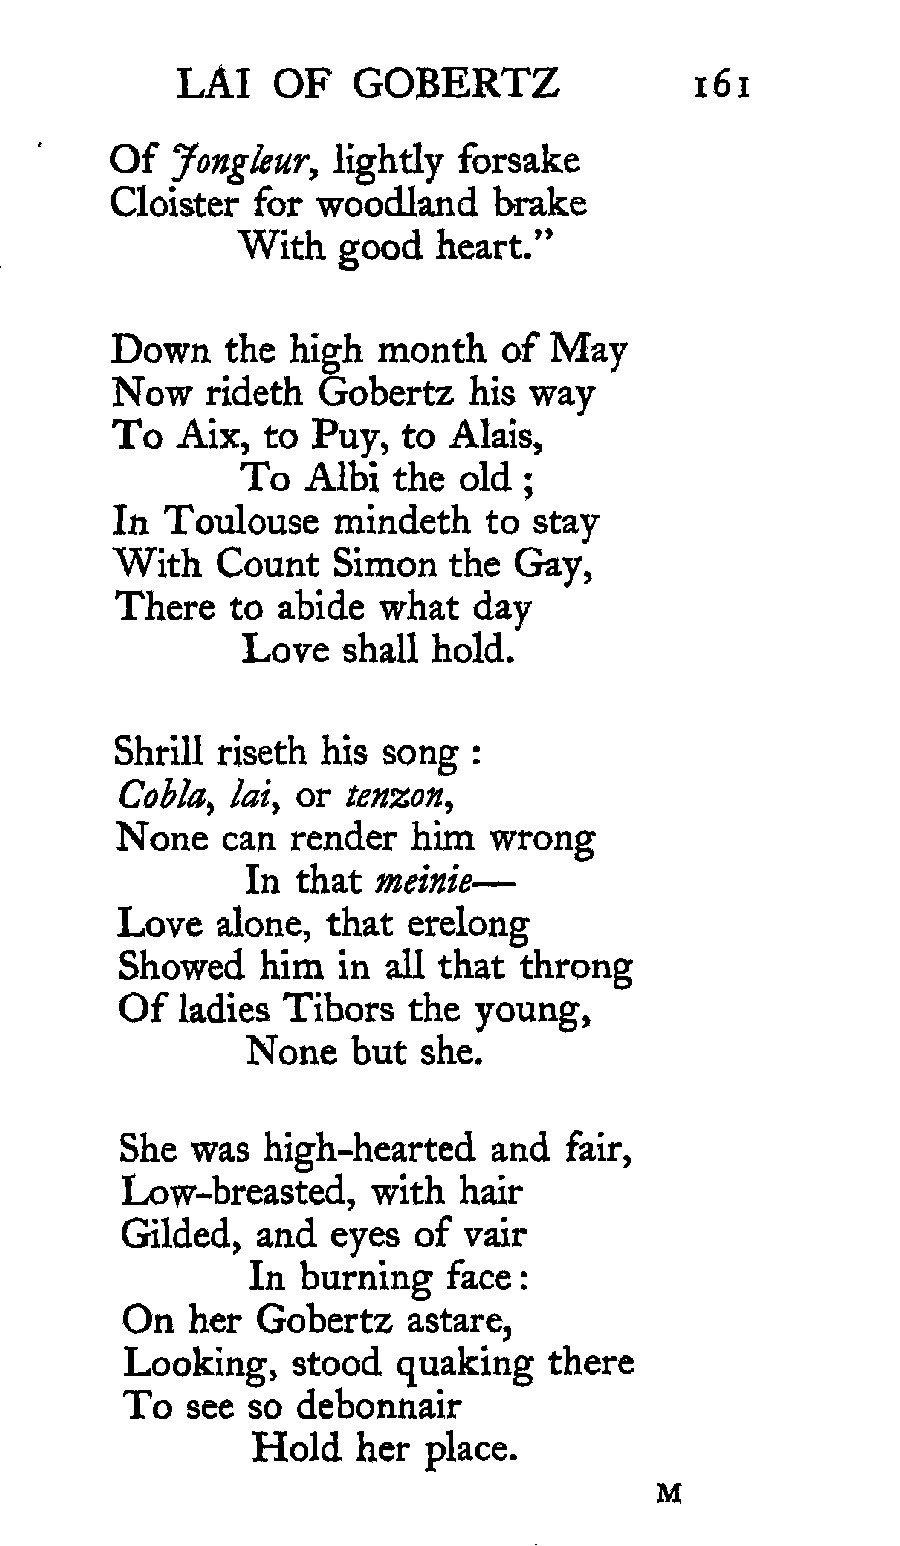 LAI OF GOBERTZ 161
Of Jongleur, lightly forsake
Cloister for woodland brake
With good heart."
Down the high month of May
Now rideth Gobertz his way
To Aix, to Puy, to Alais,
To Albi the old ;
In Toulouse mindeth to stay
With Count Simon the Gay,
There to abide what day
Love shall hold.
Shrill riseth his song :
Cobla, lai, or tenzon,
None can render him wrong
In that meinie—
Love alone, that erelong
Showed him in all that throng
Of ladies Tibors the young,
None but she.
She was high-hearted and fair,
Low-breasted, with hair
Gilded, and eyes of vair
In burning face :
On her Gobertz astare,
Looking, stood quaking there
To see so debonnair
Hold her place.
M